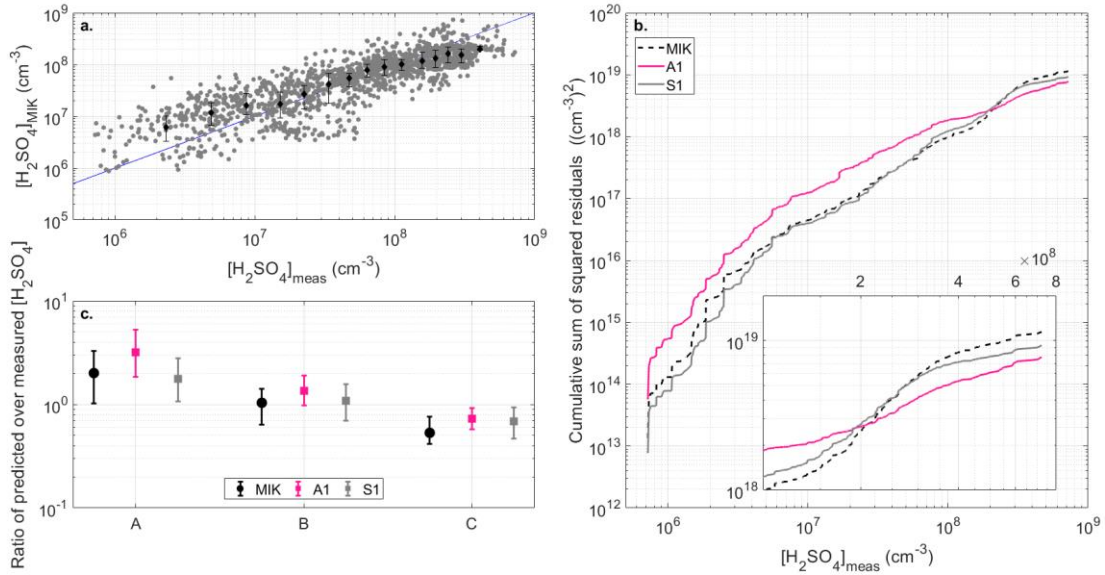 a.
[H2SO4]MIK (cm-3)
10^9
10^8
10^7
10^6
10^5
10^6
10^7
10^8
10^9
[H2SO4]meas (cm-3)
b.
Cumulative sum of squared residuals ((cm-3)2)
10^20
10^19
10^18
10^17
10^16
10^15
10^14
10^13
10^12
MIK
A1
S1
×10^8
2
4
6
8
10^19
10^18
10^6
10^7
10^8
10^9
[H2SO4]meas (cm-3)
c.
Ratio of predicted over measured [H2SO4]
10^1
10^0
10^-1
MIK A1 S1
A
B
C